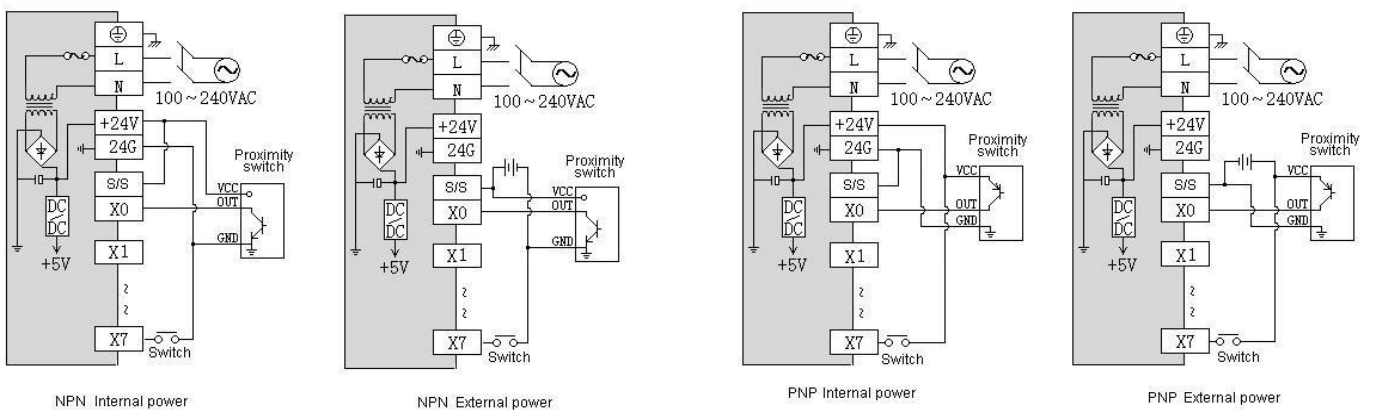 L
N
100~240VAC
+24V
24G
Proximity
switch
S/S
VCC
OUT
X0
DC
DC
GND
X1
+5V
~
~
X7
Switch
NPN Internal power
L
N
100~240VAC
+24V
24G
Proximity
switch
S/S
VCC
OUT
X0
DC
DC
GND
X1
+5V
~
~
X7
Switch
NPN External power
L
N
100~240VAC
+24V
24G
Proximity
switch
S/S
VCC
X0
OUT
DC
DC
GND
X1
+5V
~
~
X7
Switch
PNP Internal power
L
N
100~240VAC
+24V
24G
Proximity
switch
S/S
VCC
X0
OUT
DC
DC
GND
X1
+5V
~
~
X7
Switch
PNP External power